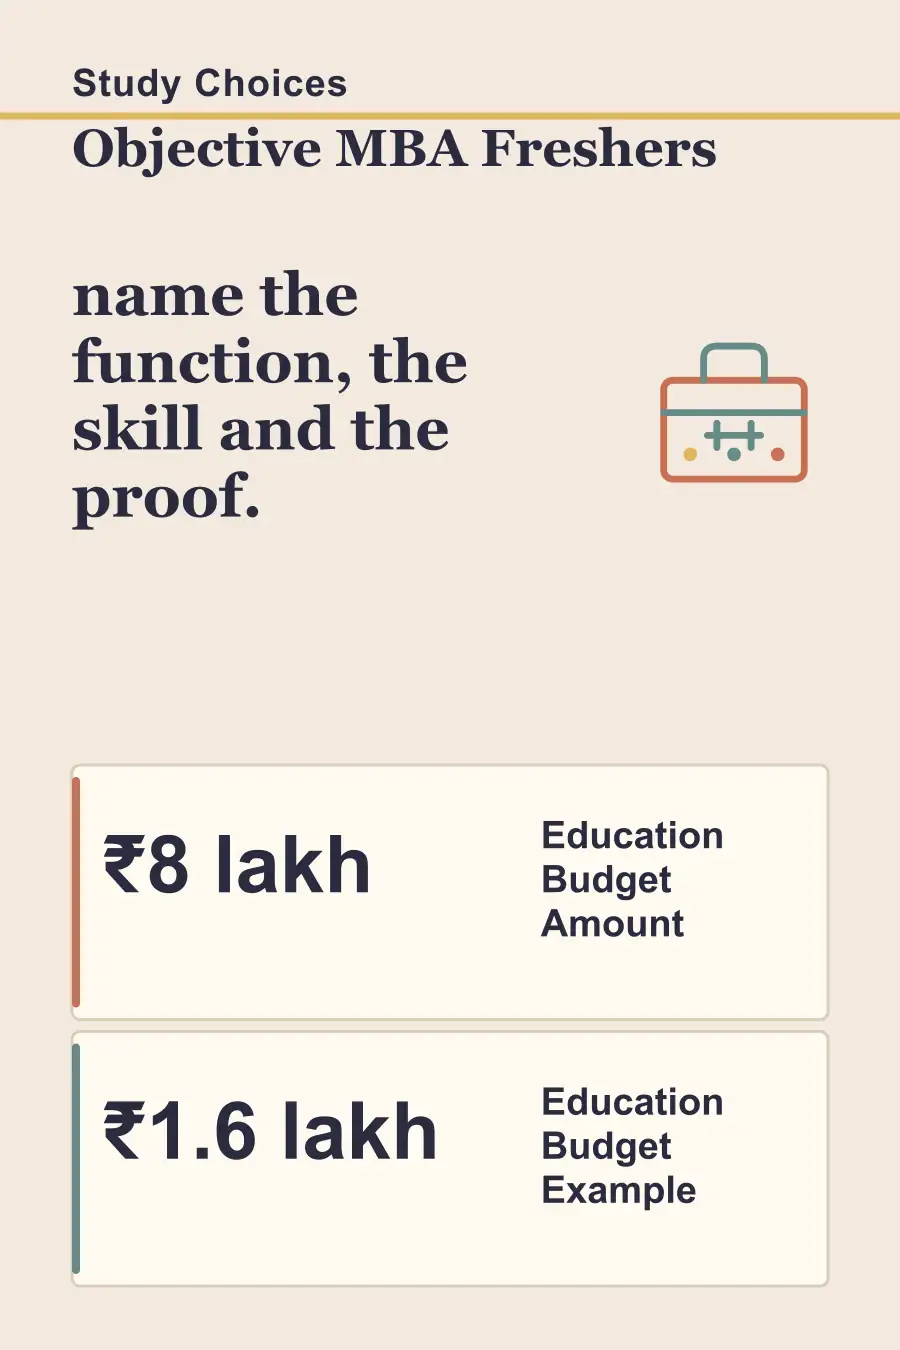 Study Choices
Objective MBA Freshers
name the
function, the
skill and the
proof.
₹8 lakh
Education
Budget
Amount
₹1.6 lakh
Education
Budget
Example